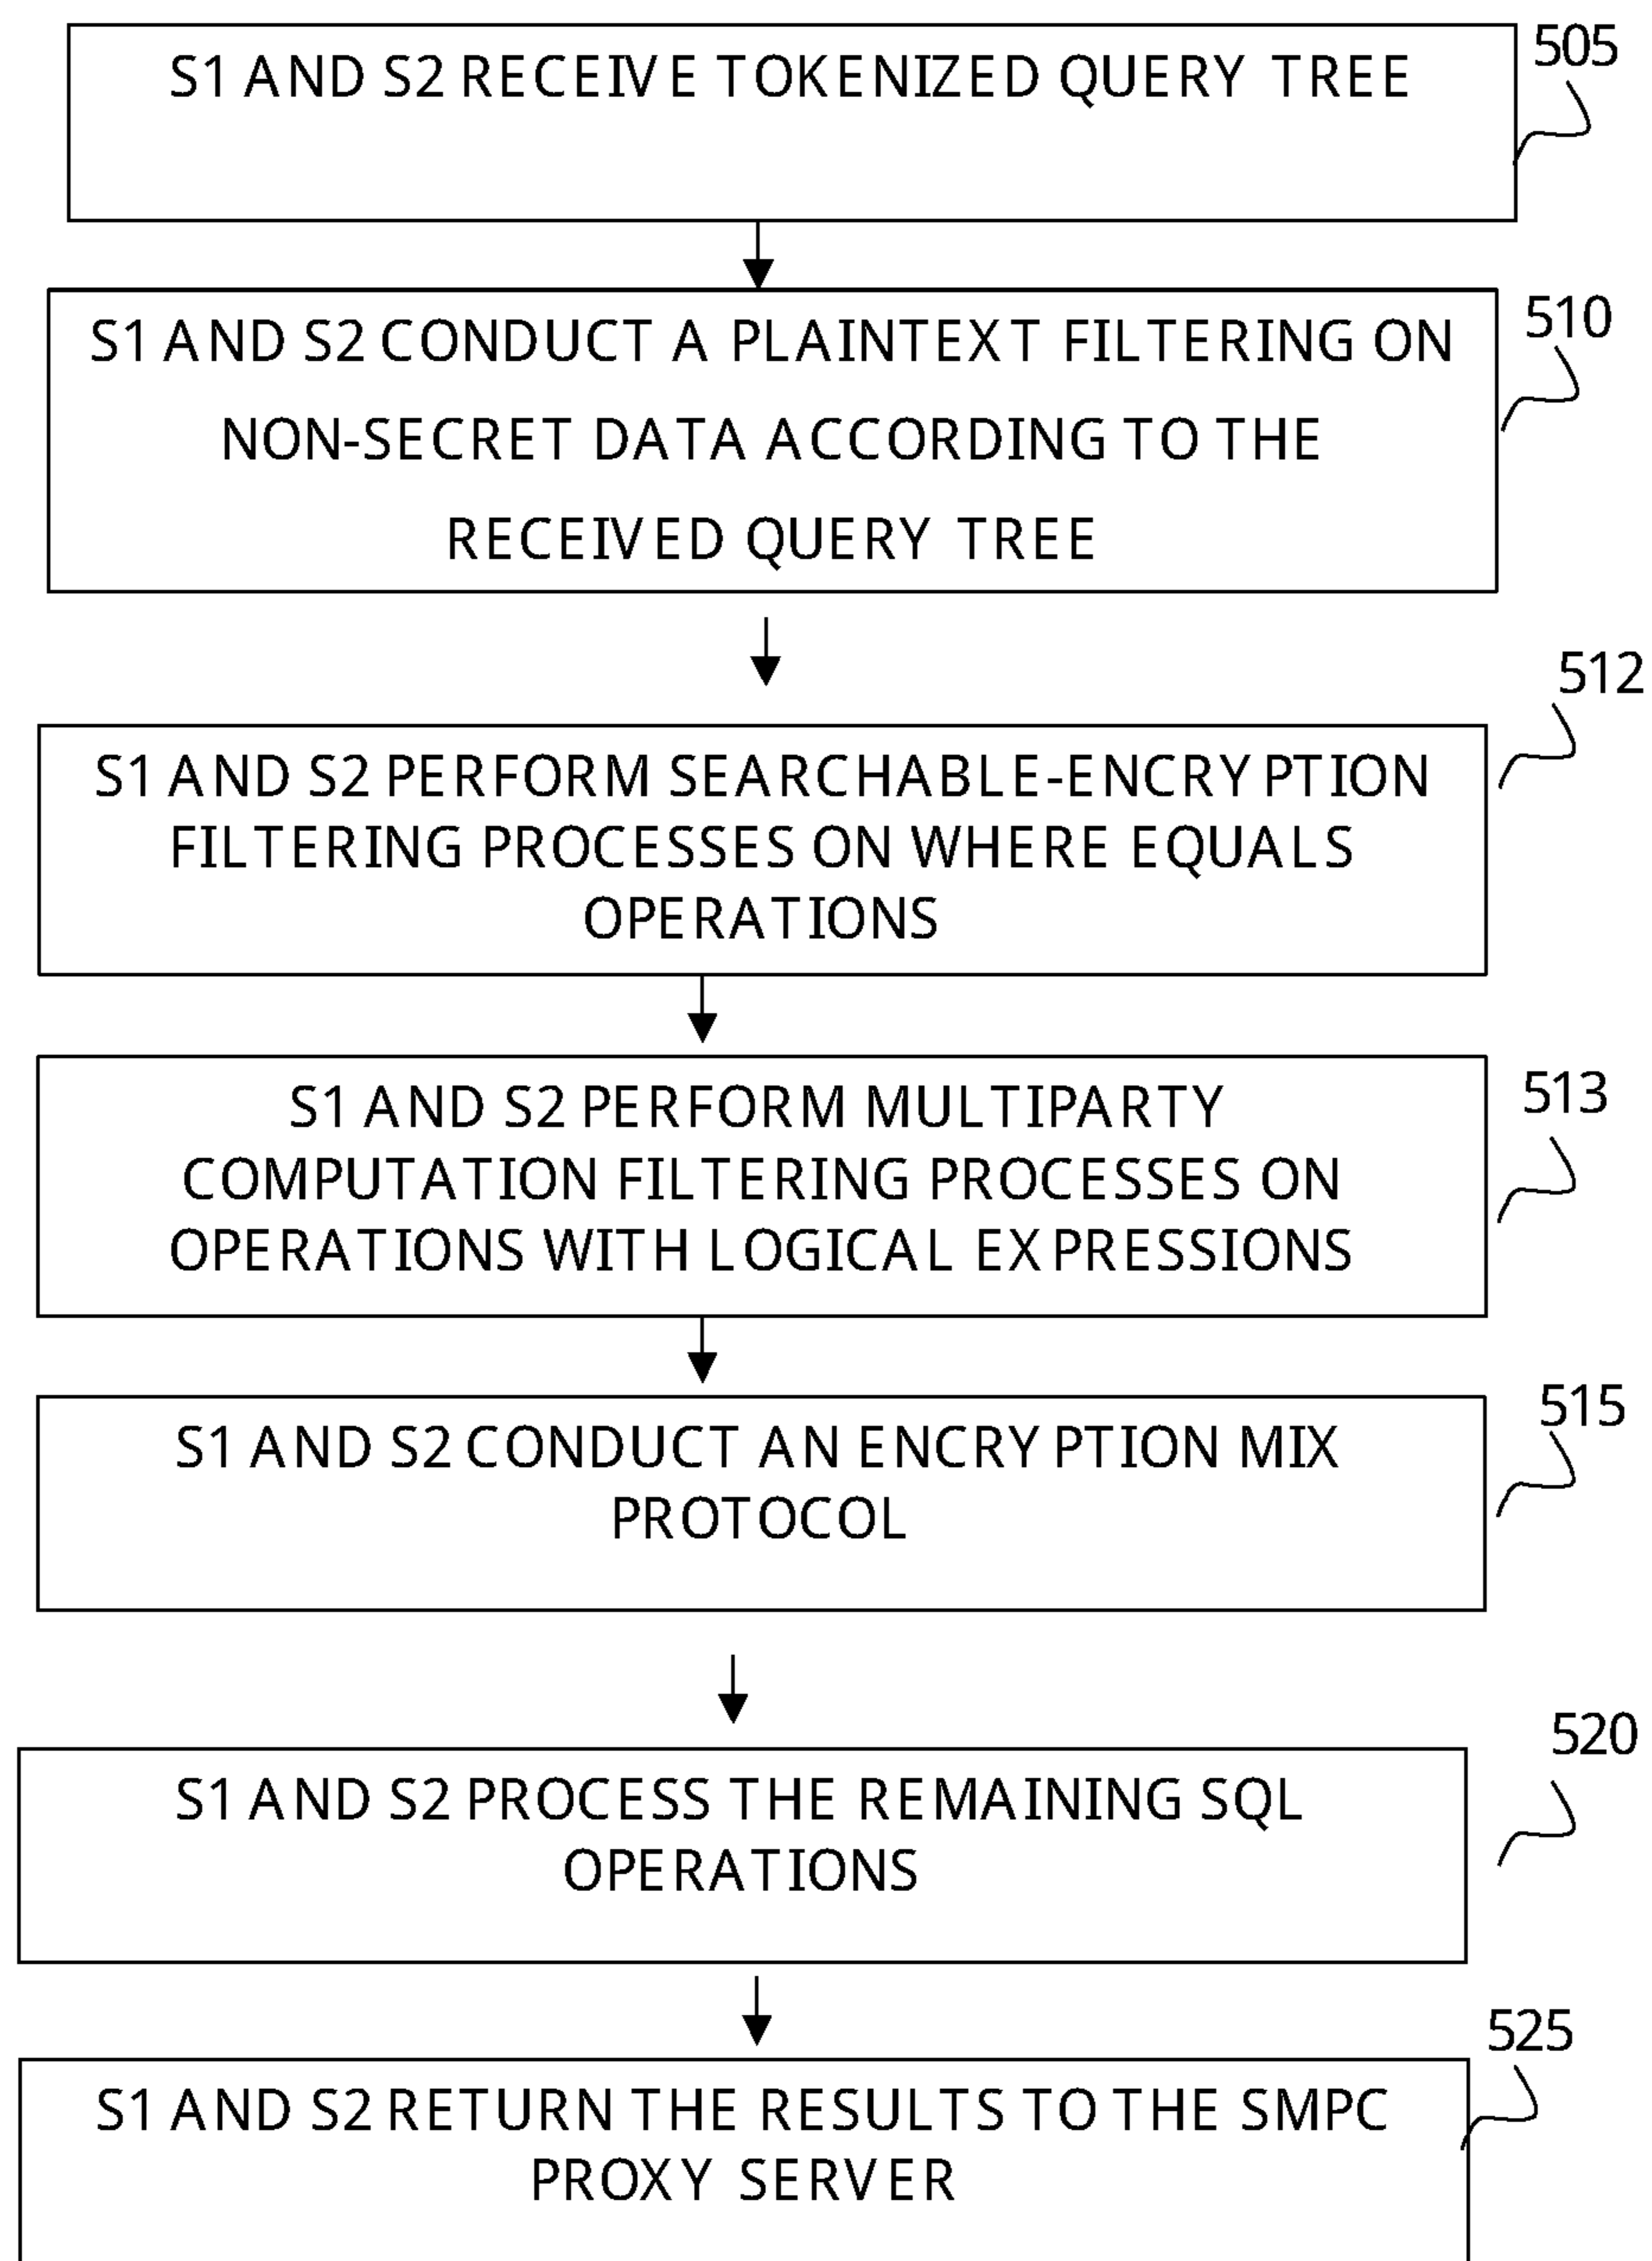 S1 AND S2 RECEIVE TOKENIZED QUERY TREE
505
S1 AND S2 CONDUCT A PLAINTEXT FILTERING ON
NON-SECRET DATA ACCORDING TO THE
RECEIVED QUERY TREE
510
S1 AND S2 PERFORM SEARCHABLE-ENCRYPTION
FILTERING PROCESSES ON WHERE EQUALS
OPERATIONS
512
S1 AND S2 PERFORM MULTIPARTY
COMPUTATION FILTERING PROCESSES ON
OPERATIONS WITH LOGICAL EXPRESSIONS
513
S1 AND S2 CONDUCT AN ENCRYPTION MIX
PROTOCOL
515
S1 AND S2 PROCESS THE REMAINING SQL
OPERATIONS
520
S1 AND S2 RETURN THE RESULTS TO THE SMPC
PROXY SERVER
525